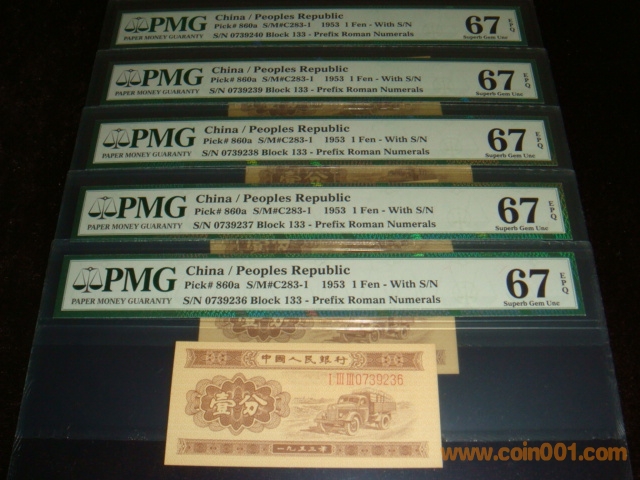 PMG
PAPER MONEY GUARANTY
China / Peoples Republic
Pick# 860a S/M#C283-1 1953 1 Fen - With S/N
S/N 0739240 Block 133 - Prefix Roman Numerals
67 EPQ
Superb Gem Unc
PMG
PAPER MONEY GUARANTY
China / Peoples Republic
Pick# 860a S/M#C283-1 1953 1 Fen - With S/N
S/N 0739239 Block 133 - Prefix Roman Numerals
67 EPQ
Superb Gem Unc
PMG
PAPER MONEY GUARANTY
China / Peoples Republic
Pick# 860a S/M#C283-1 1953 1 Fen - With S/N
S/N 0739238 Block 133 - Prefix Roman Numerals
67 EPQ
Superb Gem Unc
壹分
PMG
PAPER MONEY GUARANTY
China / Peoples Republic
Pick# 860a S/M#C283-1 1953 1 Fen - With S/N
S/N 0739237 Block 133 - Prefix Roman Numerals
67 EPQ
Superb Gem Unc
PMG
PAPER MONEY GUARANTY
China / Peoples Republic
Pick# 860a S/M#C283-1 1953 1 Fen - With S/N
S/N 0739236 Block 133 - Prefix Roman Numerals
67 EPQ
Superb Gem Unc
中國人民銀行
I III III 0739236
壹分
一九五三年
www.coin001.com